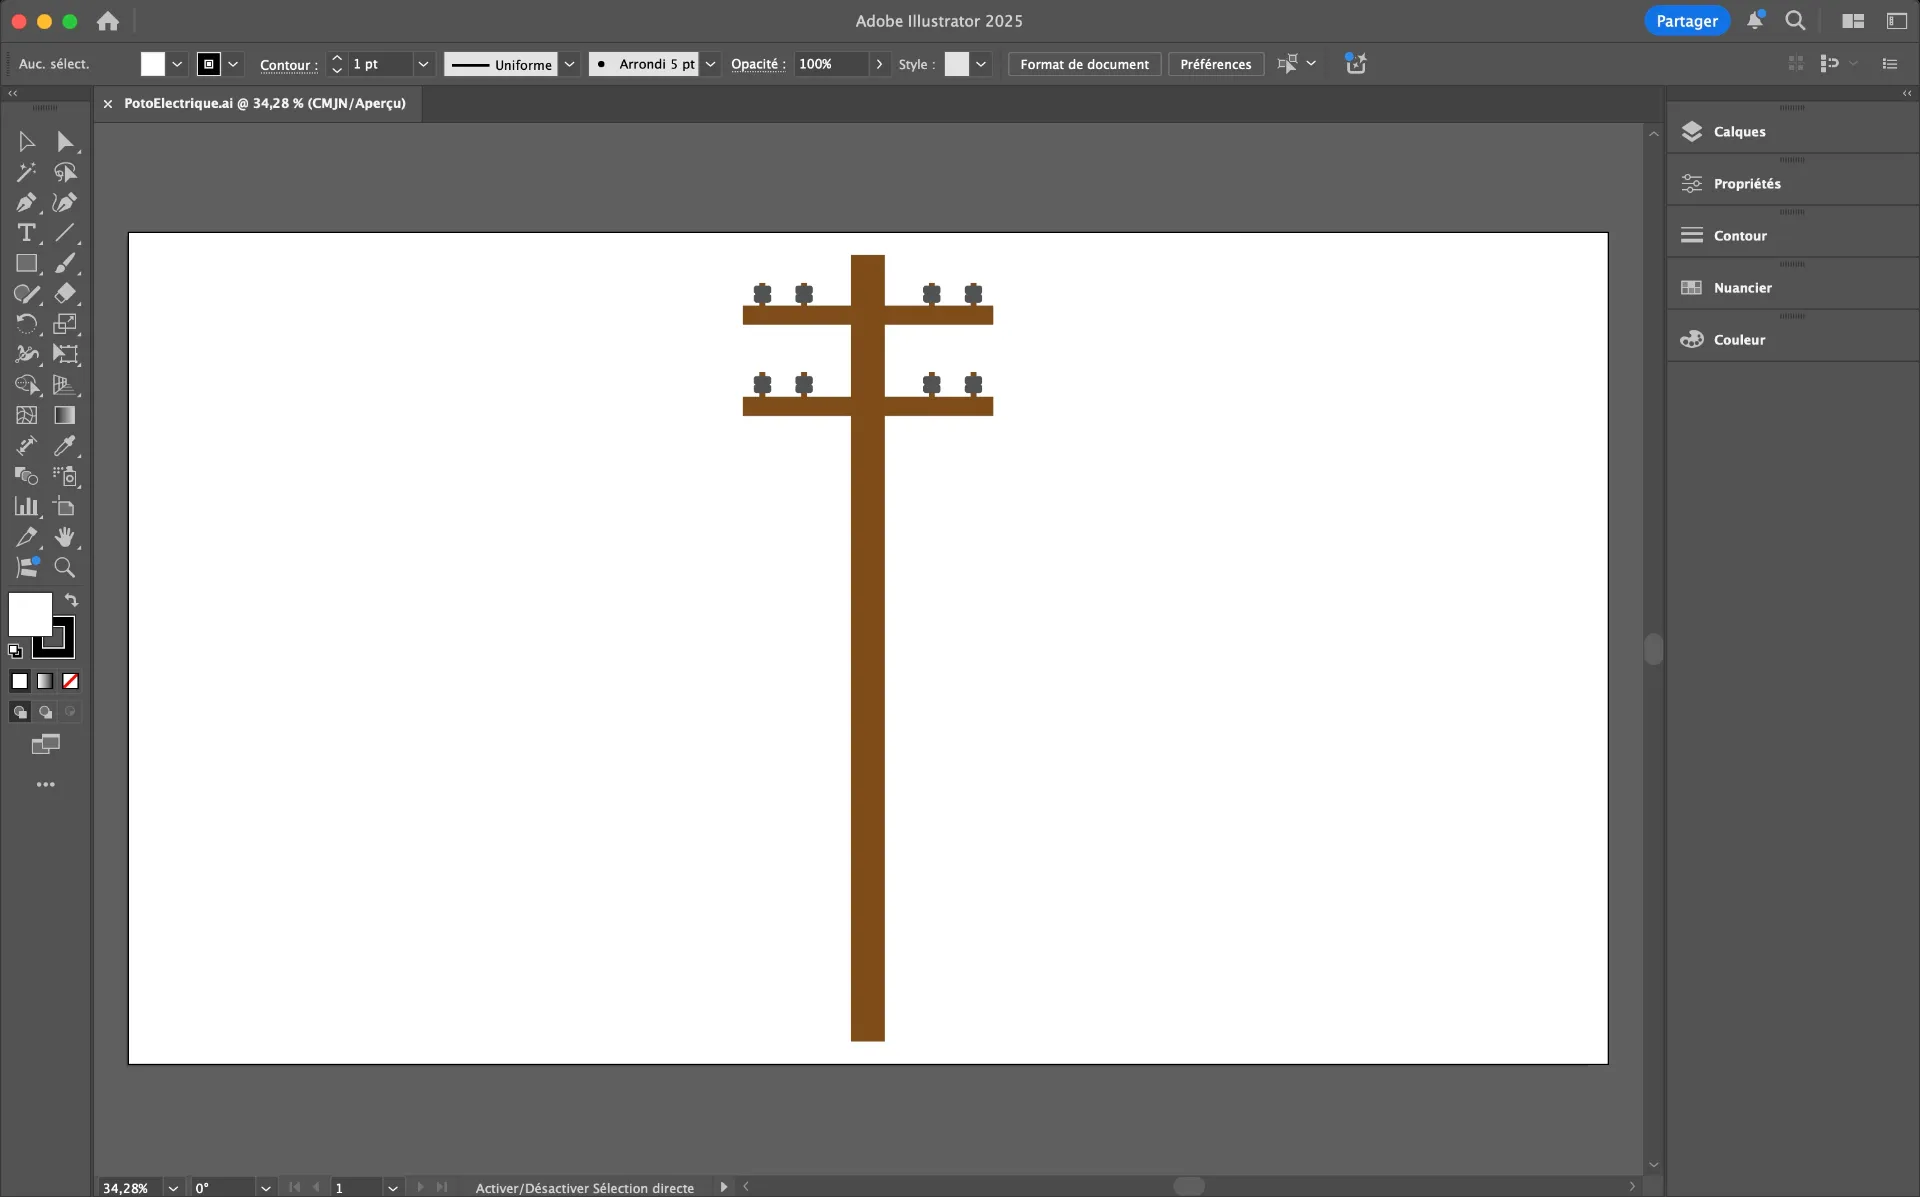 Adobe Illustrator 2025
Partager
Auc. sélect.
Contour :
1 pt
Uniforme
Arrondi 5 pt
Opacité :
100%
Style :
Format de document
Préférences
PotoElectrique.ai @ 34,28 % (CMJN/Aperçu)
Calques
Propriétés
Contour
Nuancier
Couleur
34,28%
0°
1
Activer/Désactiver Sélection directe